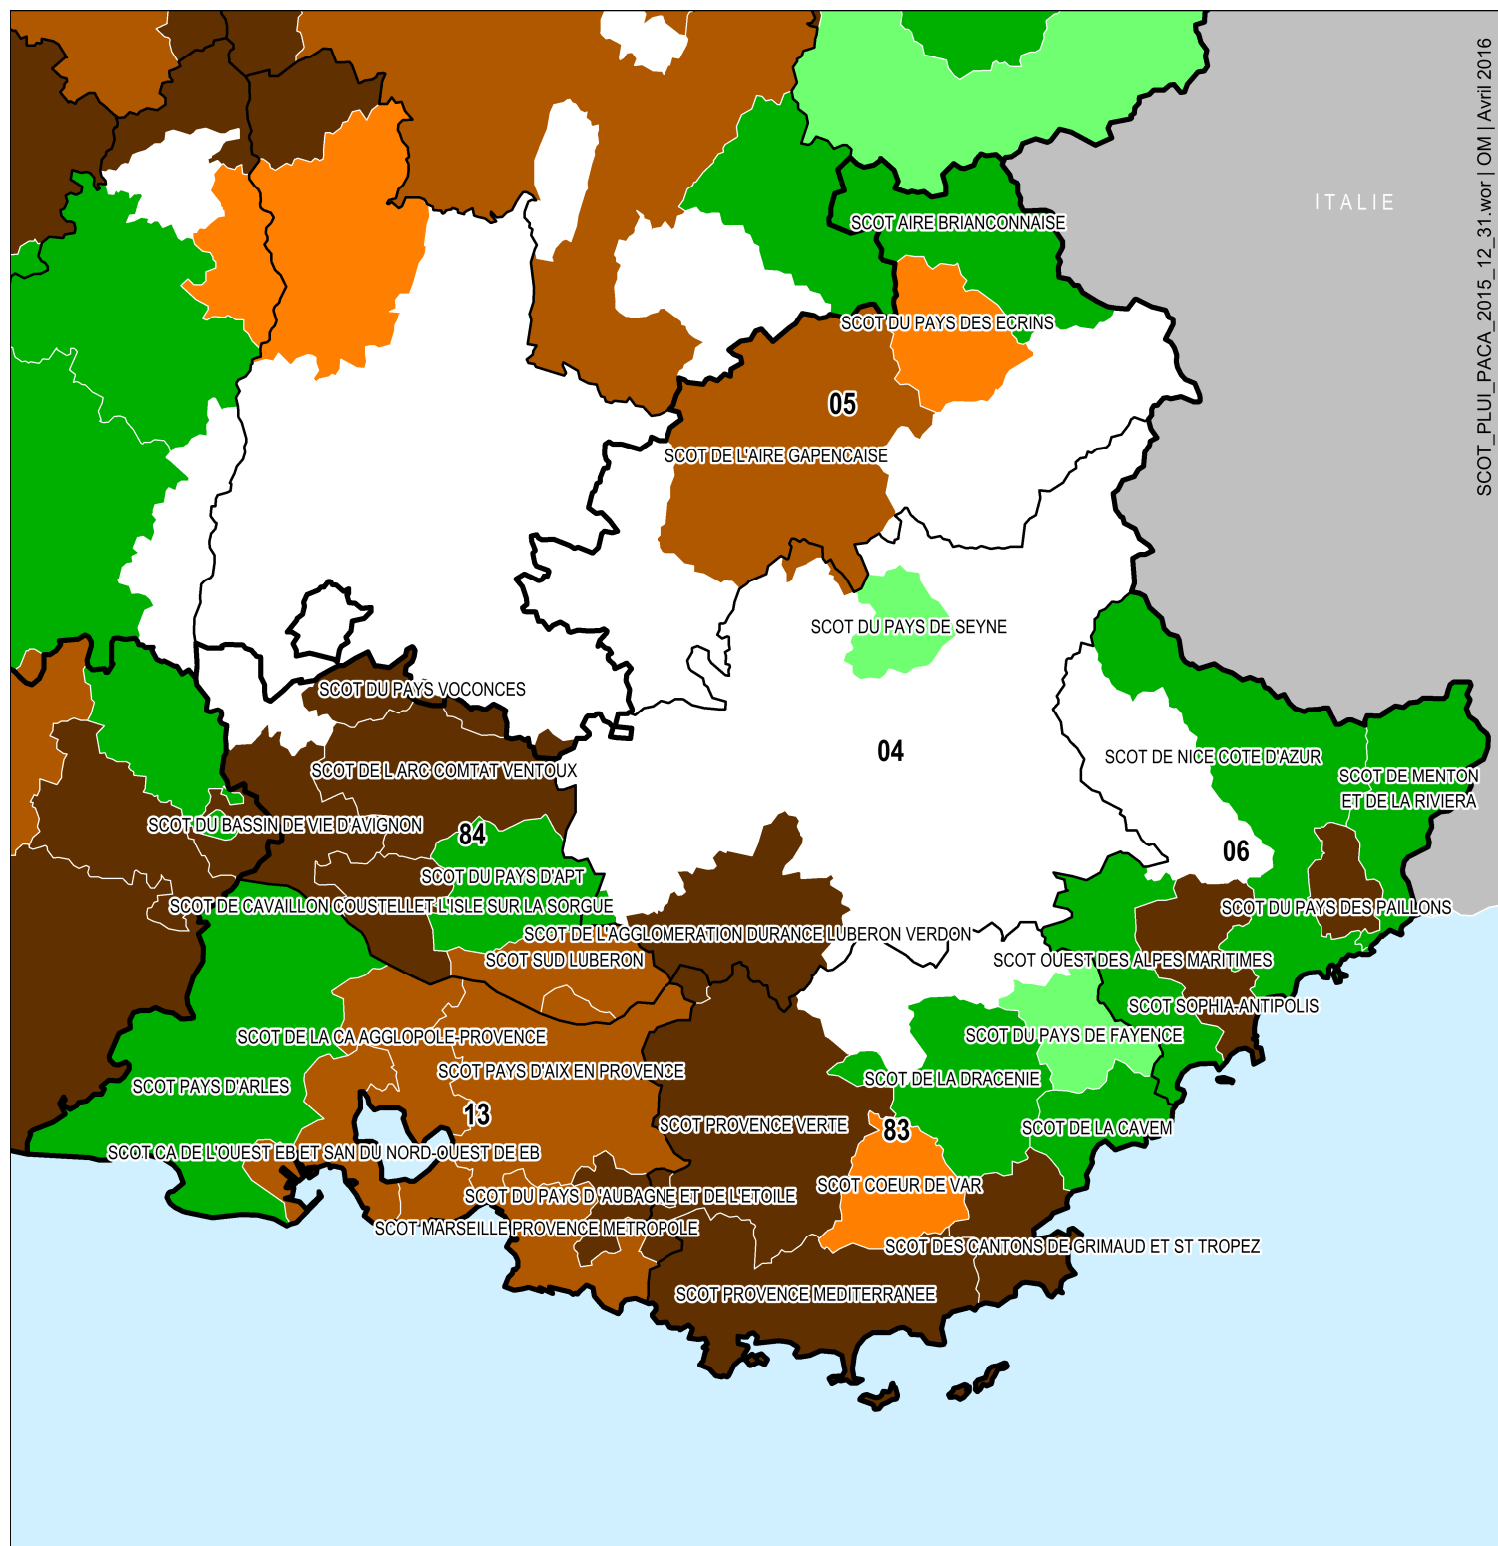 SCOT_PLUI_PACA_2015_12_31.wor | OM | Avril 2016
ITALIE
SCOT AIRE BRIANCONNAISE
SCOT DU PAYS DES ECRINS
05
SCOT DE L'AIRE GAPENCAISE
SCOT DU PAYS DE SEYNE
SCOT DU PAYS VOCONCES
04
SCOT DE NICE COTE D'AZUR
SCOT DE L ARC COMTAT VENTOUX
SCOT DE MENTON
ET DE LA RIVIERA
SCOT DU BASSIN DE VIE D'AVIGNON
84
06
SCOT DU PAYS D'APT
SCOT DE CAVAILLON COUSTELLET L'ISLE SUR LA SORGUE
SCOT DU PAYS DES PAILLONS
SCOT DE L'AGGLOMERATION DURANCE LUBERON VERDON
SCOT SUD LUBERON
SCOT OUEST DES ALPES MARITIMES
SCOT SOPHIA-ANTIPOLIS
SCOT DE LA CA AGGLOPOLE-PROVENCE
SCOT DU PAYS DE FAYENCE
SCOT PAYS D'AIX EN PROVENCE
SCOT DE LA DRACENIE
SCOT PAYS D'ARLES
13
SCOT PROVENCE VERTE
83
SCOT DE LA CAVEM
SCOT CA DE L'OUEST EB ET SAN DU NORD-OUEST DE EB
SCOT COEUR DE VAR
SCOT DU PAYS D'AUBAGNE ET DE L'ETOILE
SCOT MARSEILLE PROVENCE METROPOLE
SCOT DES CANTONS DE GRIMAUD ET ST TROPEZ
SCOT PROVENCE MEDITERRANEE